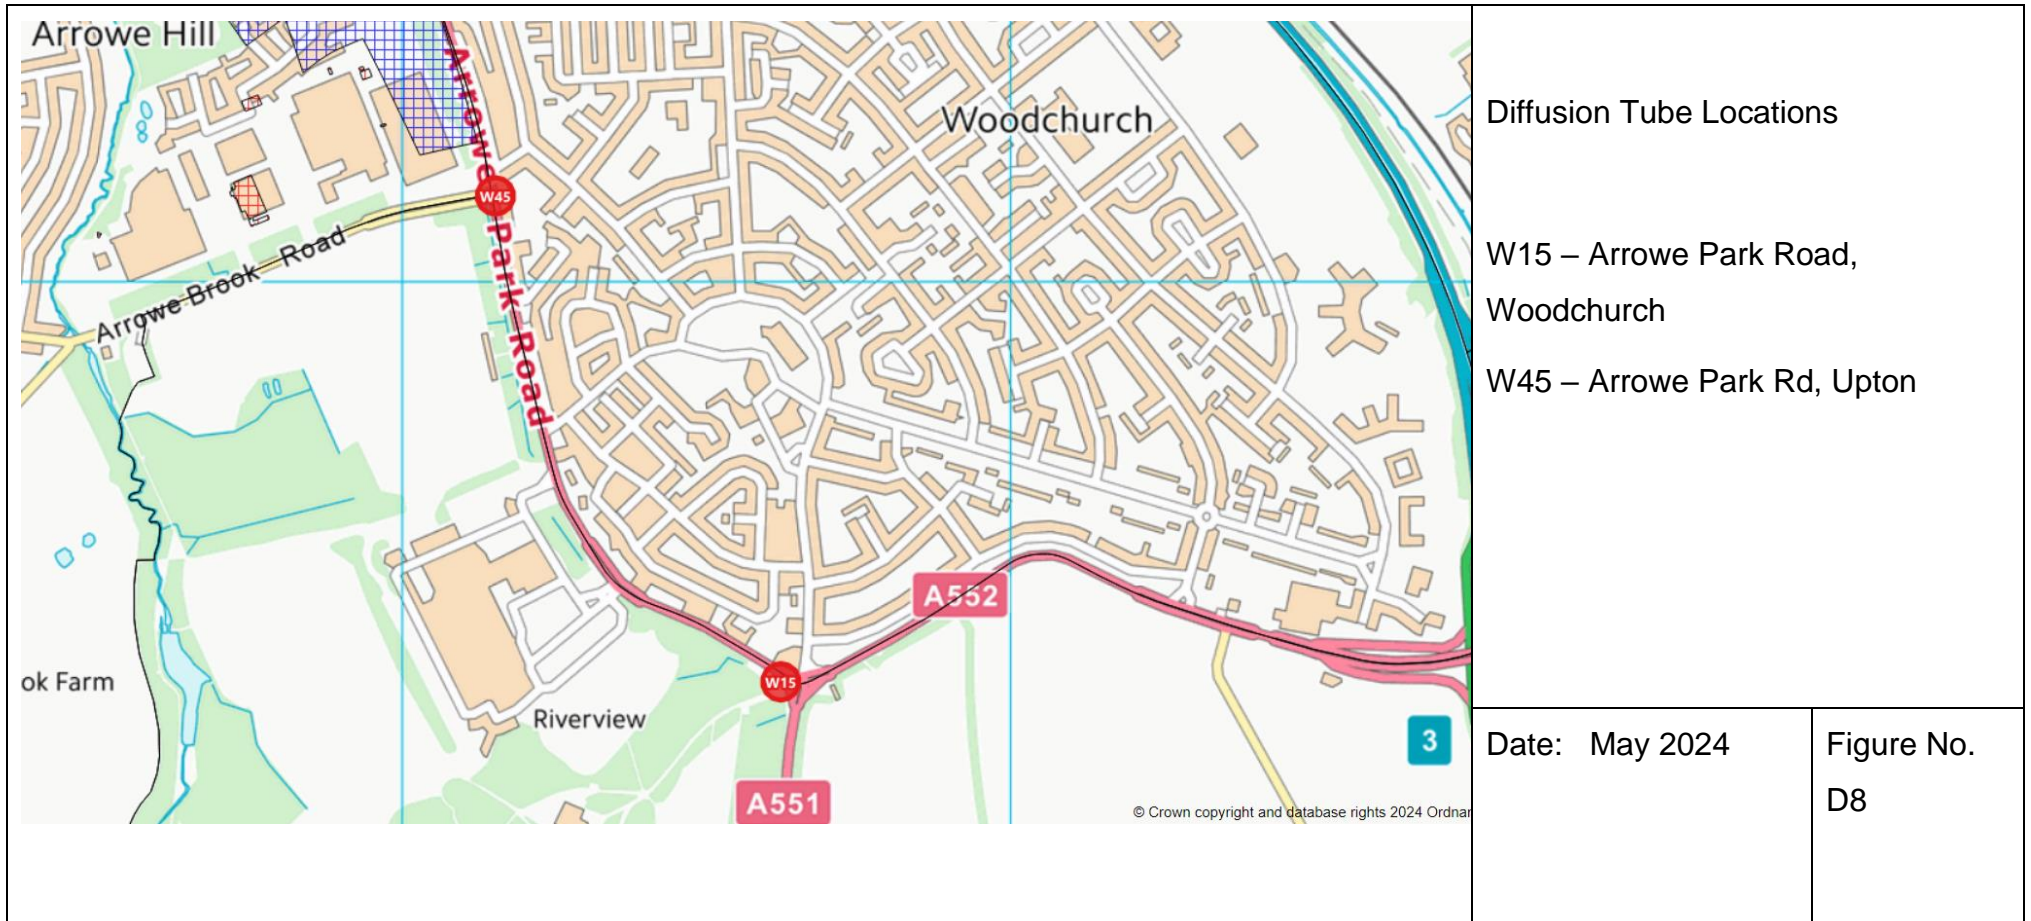 Arrowe Hill
Arrowe Park Road
Woodchurch
W45
Arrowe Brook Road
A552
ok Farm
W15
Riverview
3
A551
© Crown copyright and database rights 2024 Ordnan
Diffusion Tube Locations
W15 – Arrowe Park Road,
Woodchurch
W45 – Arrowe Park Rd, Upton
Date: May 2024
Figure No.
D8